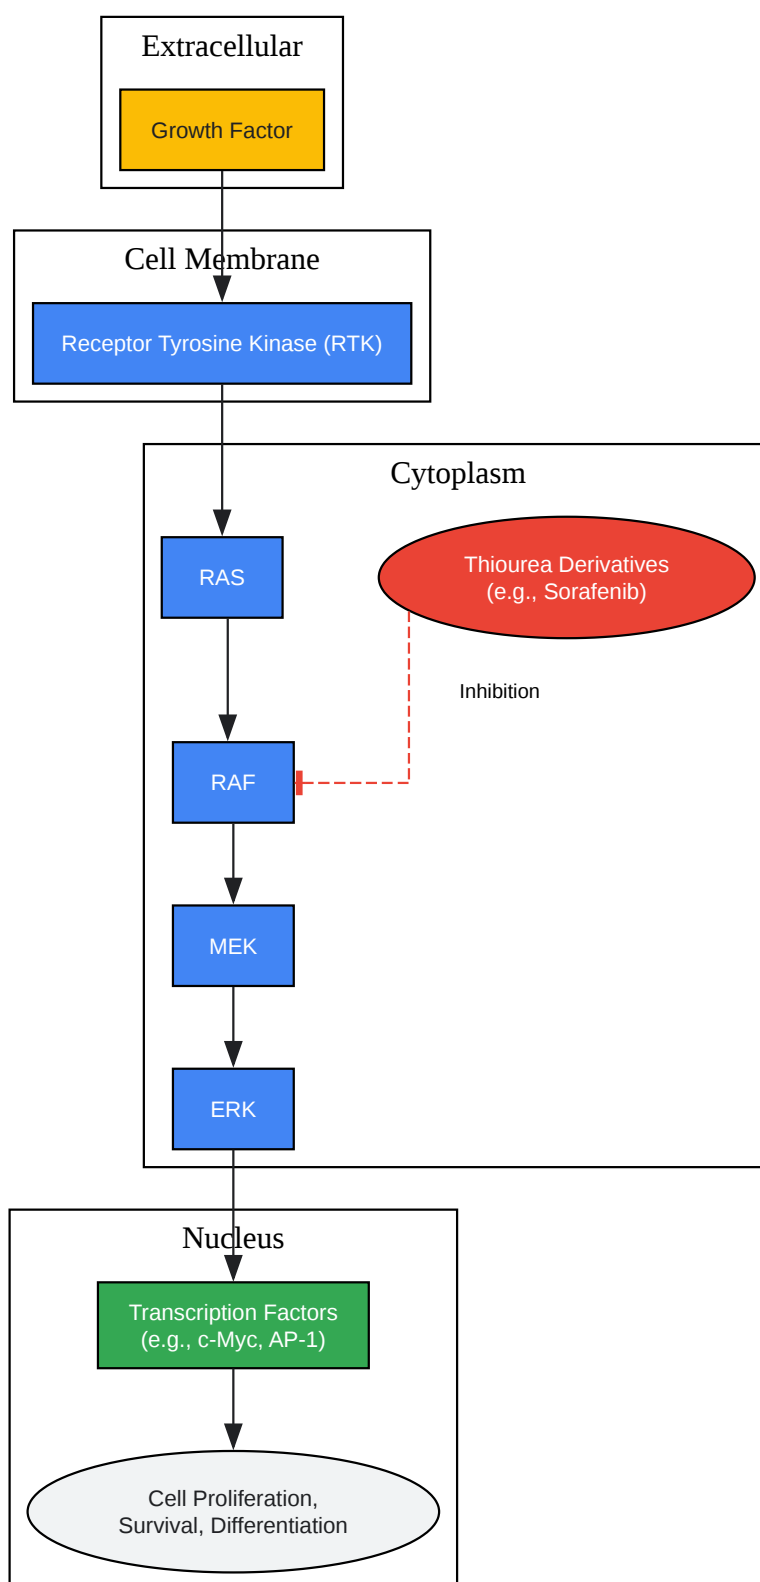 Extracellular
Growth Factor
Cell Membrane
Receptor Tyrosine Kinase (RTK)
Cytoplasm
RAS
Thiourea Derivatives
(e.g., Sorafenib)
Inhibition
RAF
MEK
ERK
Nucleus
Transcription Factors
(e.g., c-Myc, AP-1)
Cell Proliferation,
Survival, Differentiation